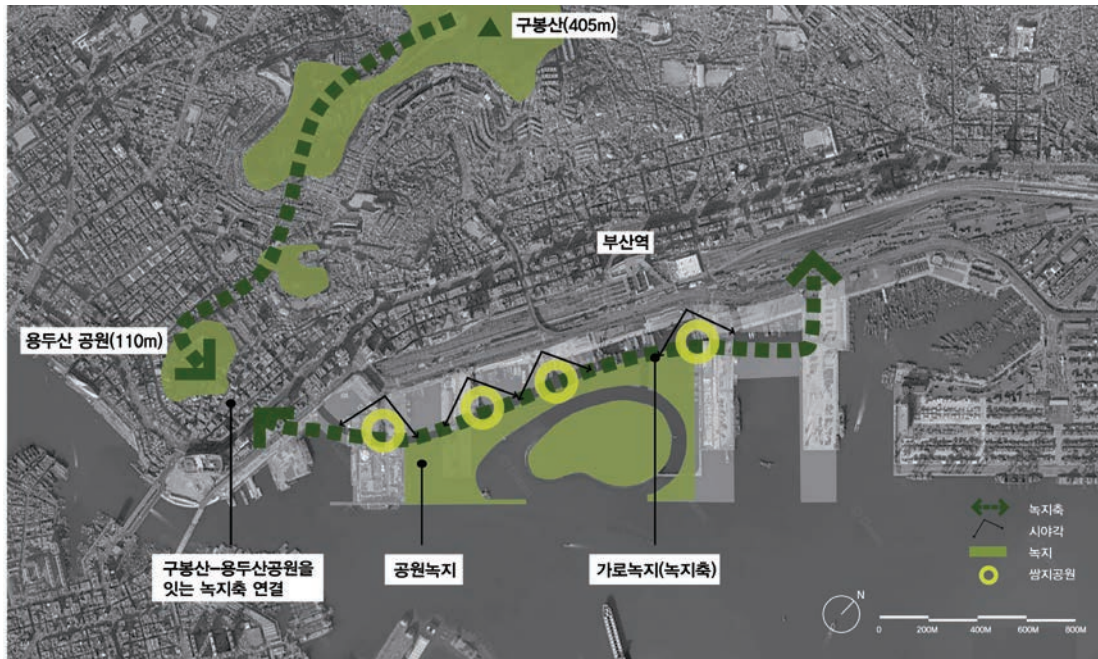 구봉산(405m)
부산역
용두산 공원(110m)
구봉산-용두산공원을
잇는 녹지축 연결
공원녹지
가로녹지(녹지축)
녹지축
시야각
녹지
쌈지공원
N
0 200M 400M 600M 800M